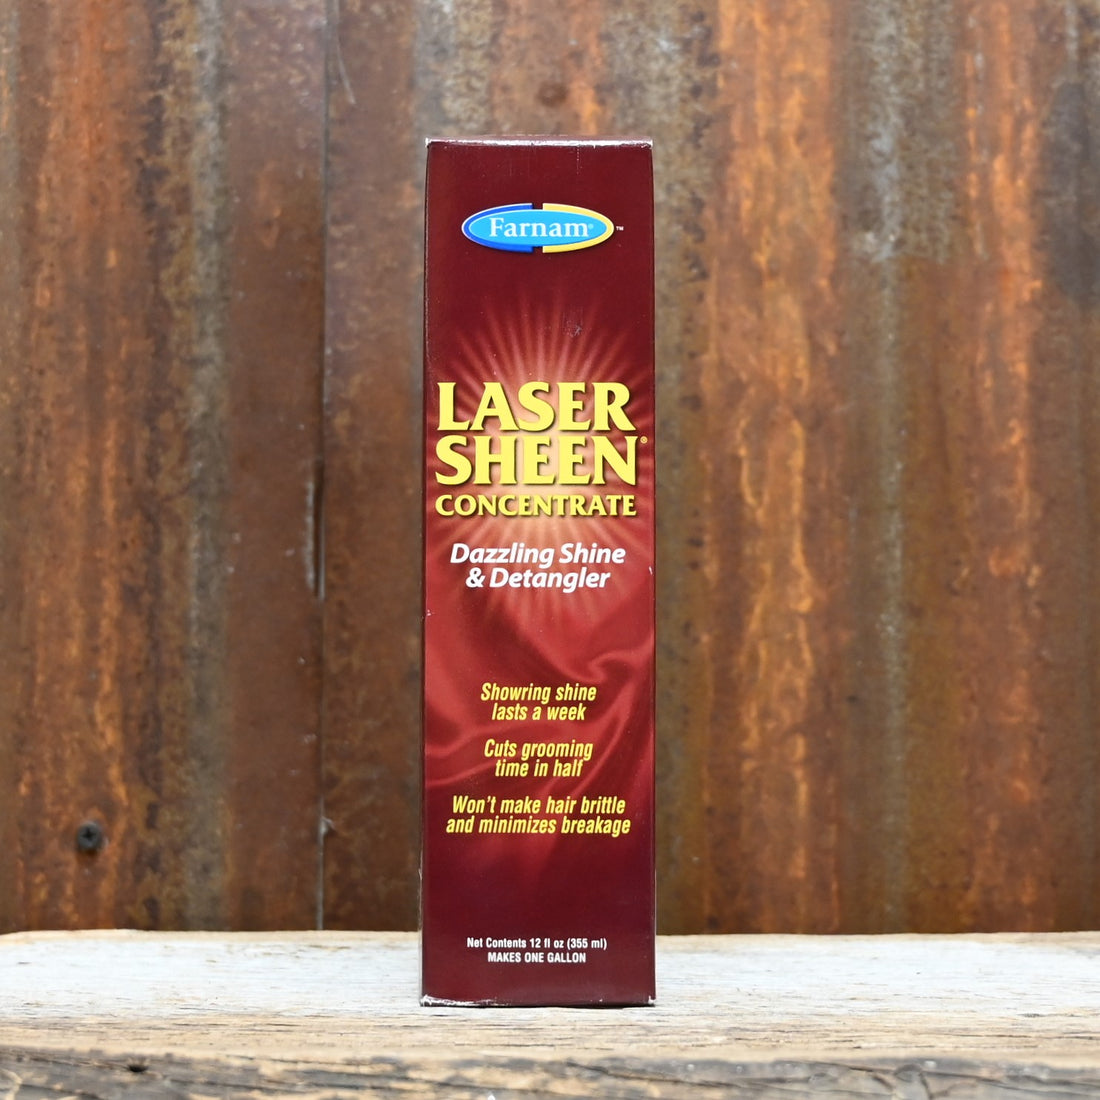 Farnam® ™
LASER
SHEEN®
CONCENTRATE
Dazzling Shine
& Detangler
Showring shine
lasts a week
Cuts grooming
time in half
Won't make hair brittle
and minimizes breakage
Net Contents 12 fl oz (355 ml)
MAKES ONE GALLON